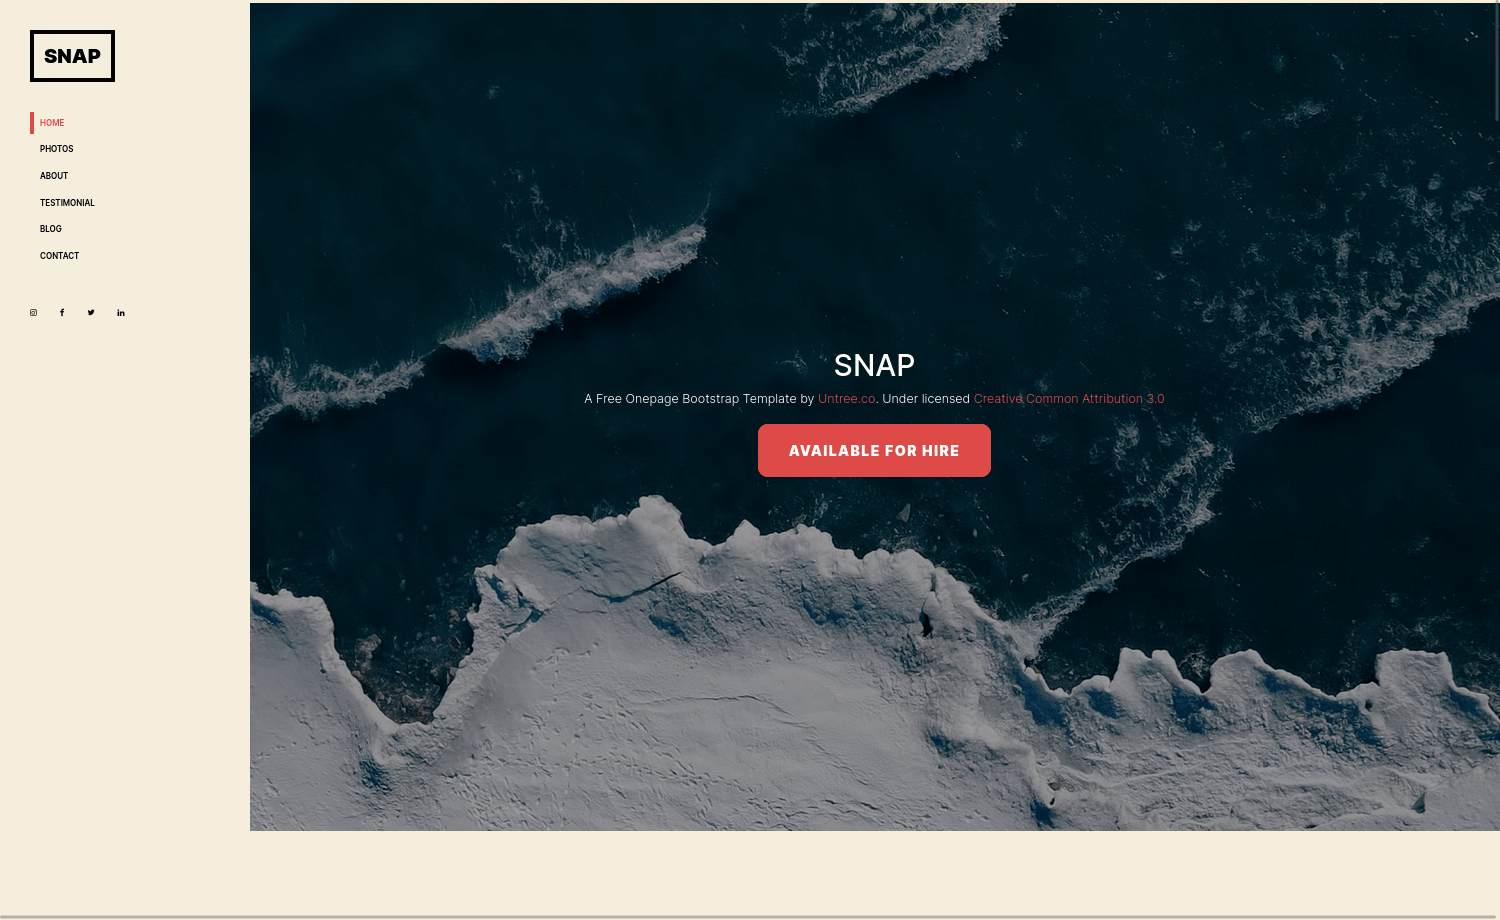 SNAP
HOME
PHOTOS
ABOUT
TESTIMONIAL
BLOG
CONTACT
SNAP
A Free Onepage Bootstrap Template by Untree.co. Under licensed Creative Common Attribution 3.0
AVAILABLE FOR HIRE